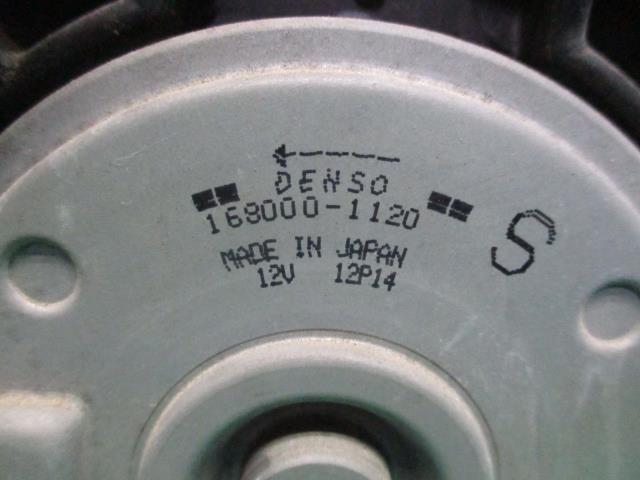 DENSO
168000-1120
MADE IN JAPAN
12V 12P14
S